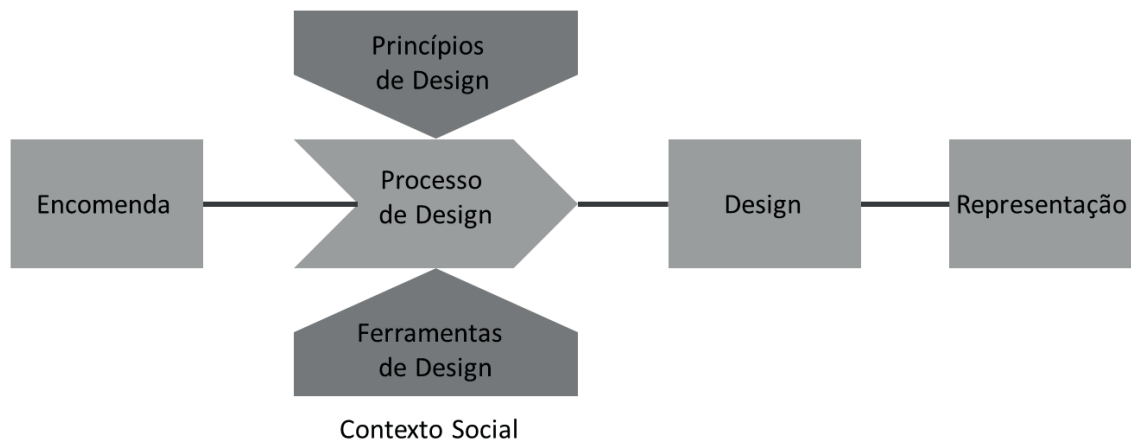 Princípios
de Design
Encomenda
Processo
de Design
Design
Representação
Ferramentas
de Design
Contexto Social